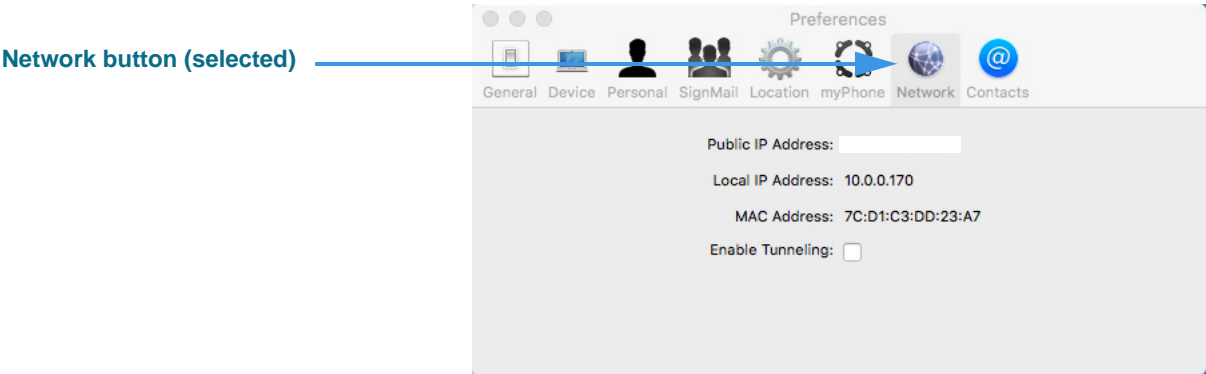 Preferences
Network button (selected)
General Device Personal SignMail Location myPhone Network Contacts
Public IP Address:
Local IP Address: 10.0.0.170
MAC Address: 7C:D1:C3:DD:23:A7
Enable Tunneling: